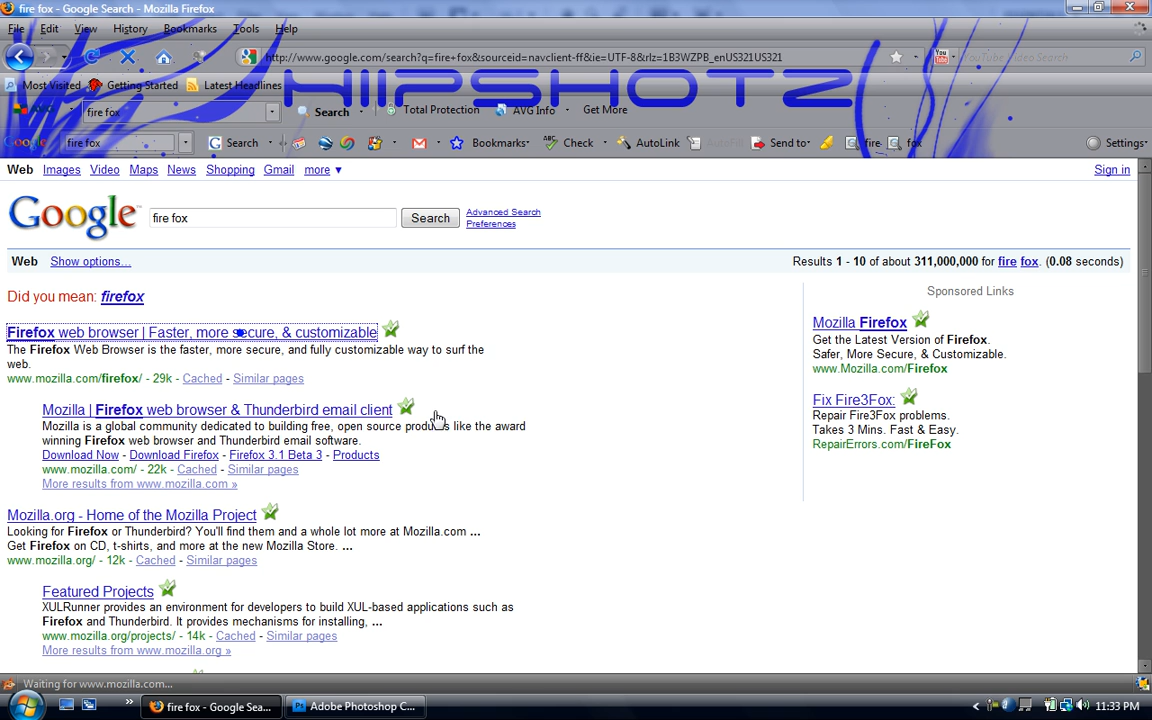 fire fox - Google Search - Mozilla Firefox
File Edit View History Bookmarks Tools Help
http://www.google.com/search?q=fire+fox&sourceid=navclient-ff&ie=UTF-8&rlz=1B3WZPB_enUS321US321 You Tube YouTube Video Search
Most Visited Getting Started Latest Headlines
HIIPSHOTZ
fire fox Search Total Protection AVG Info Get More
Google fire fox Search Bookmarks Check AutoLink AutoFill Send to fire fox Settings
Web Images Video Maps News Shopping Gmail more ▼ Sign in
Google fire fox Search Advanced Search
Preferences
Web Show options... Results 1 - 10 of about 311,000,000 for fire fox. (0.08 seconds)
Did you mean: firefox
Firefox web browser | Faster, more secure, & customizable
The Firefox Web Browser is the faster, more secure, and fully customizable way to surf the
web.
www.mozilla.com/firefox/ - 29k - Cached - Similar pages
Mozilla | Firefox web browser & Thunderbird email client
Mozilla is a global community dedicated to building free, open source products like the award
winning Firefox web browser and Thunderbird email software.
Download Now - Download Firefox - Firefox 3.1 Beta 3 - Products
www.mozilla.com/ - 22k - Cached - Similar pages
More results from www.mozilla.com »
Mozilla.org - Home of the Mozilla Project
Looking for Firefox or Thunderbird? You'll find them and a whole lot more at Mozilla.com ...
Get Firefox on CD, t-shirts, and more at the new Mozilla Store. ...
www.mozilla.org/ - 12k - Cached - Similar pages
Featured Projects
XULRunner provides an environment for developers to build XUL-based applications such as
Firefox and Thunderbird. It provides mechanisms for installing, ...
www.mozilla.org/projects/ - 14k - Cached - Similar pages
More results from www.mozilla.org »
Sponsored Links
Mozilla Firefox
Get the Latest Version of Firefox.
Safer, More Secure, & Customizable.
www.Mozilla.com/Firefox
Fix Fire3Fox:
Repair Fire3Fox problems.
Takes 3 Mins. Fast & Easy.
RepairErrors.com/FireFox
Waiting for www.mozilla.com...
fire fox - Google Sea... Ps Adobe Photoshop C... 11:33 PM